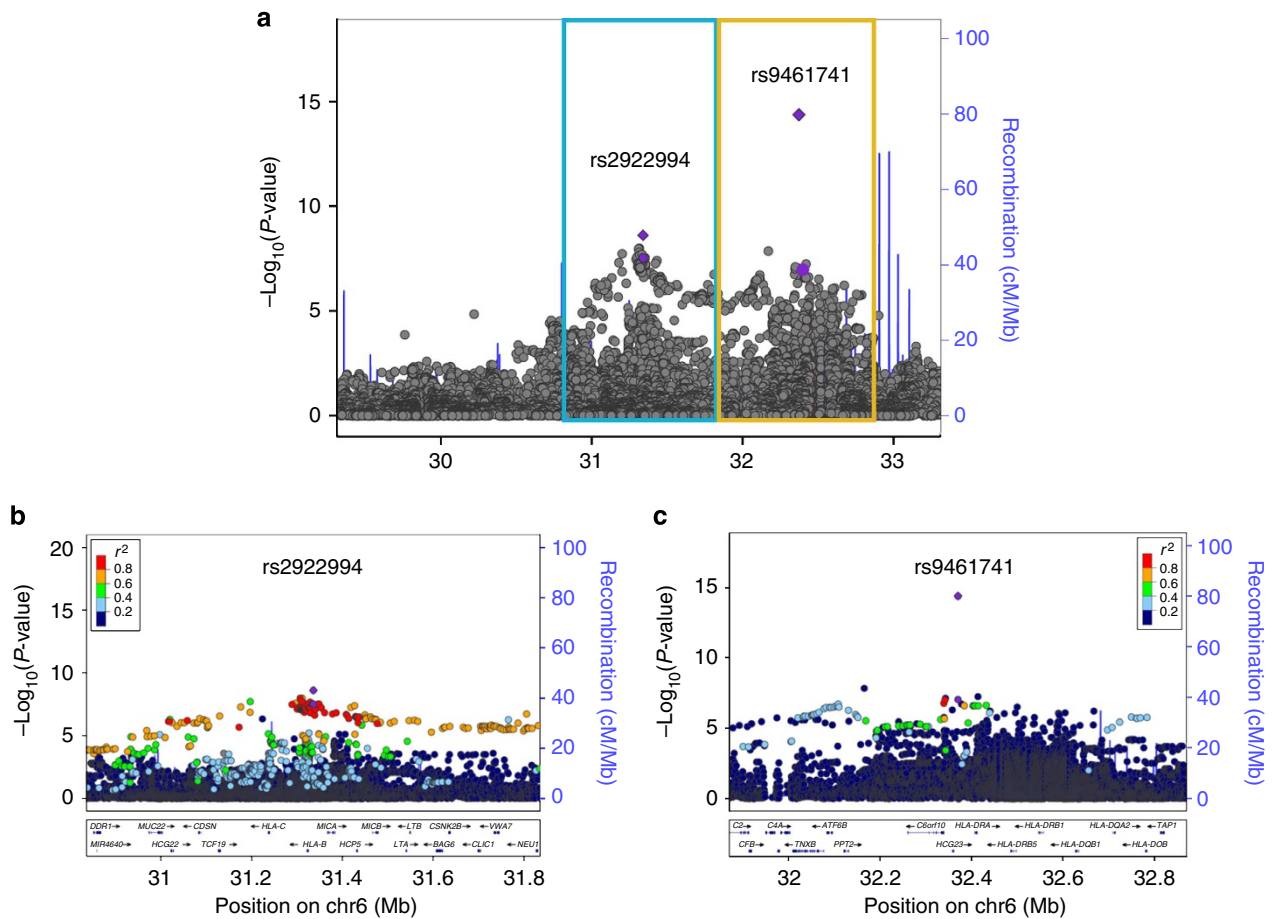 a
rs9461741
rs2922994
–Log10(P-value)
15
10
5
0
100
80
60
40
20
0
Recombination (cM/Mb)
30
31
32
33
b
rs2922994
–Log10(P-value)
20
15
10
5
0
r2
0.8
0.6
0.4
0.2
100
80
60
40
20
0
Recombination (cM/Mb)
DDR1→ MUC22→ ←CDSN ←HLA-C MICA→ MICB→ ←LTB CSNK2B→ ←VWA7
MIR4640→ HCG22→ TCF19→ ←HLA-B HCP5→ LTA→ ←BAG6 ←CLIC1 ←NEU1
31
31.2
31.4
31.6
31.8
Position on chr6 (Mb)
c
rs9461741
–Log10(P-value)
15
10
5
0
r2
0.8
0.6
0.4
0.2
100
80
60
40
20
0
Recombination (cM/Mb)
C2→ C4A→ ←ATF6B ←C6orf10 HLA-DRA→ ←HLA-DRB1 HLA-DQA2→ ←TAP1
CFB→ ←TNXB PPT2→ HCG23→ ←HLA-DRB5 ←HLA-DQB1 ←HLA-DOB
32
32.2
32.4
32.6
32.8
Position on chr6 (Mb)